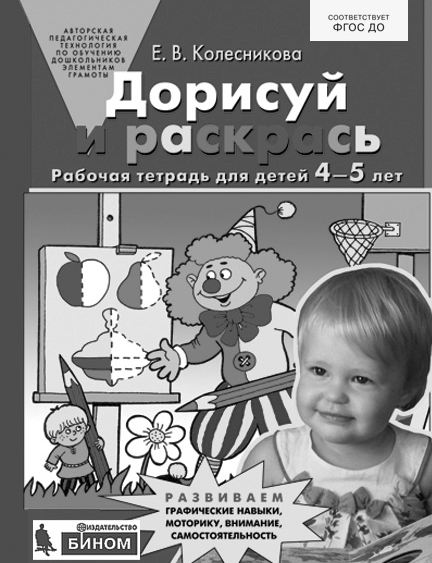 АВТОРСКАЯ
ПЕДАГОГИЧЕСКАЯ
ТЕХНОЛОГИЯ
ПО ОБУЧЕНИЮ
ДОШКОЛЬНИКОВ
ЭЛЕМЕНТАМ
ГРАМОТЫ
СООТВЕТСТВУЕТ
ФГОС ДО
Е. В. Колесникова
Дорисуй
и раскрась
Рабочая тетрадь для детей 4–5 лет
РАЗВИВАЕМ
ГРАФИЧЕСКИЕ НАВЫКИ,
МОТОРИКУ, ВНИМАНИЕ,
САМОСТОЯТЕЛЬНОСТЬ
ИЗДАТЕЛЬСТВО
БИНОМ